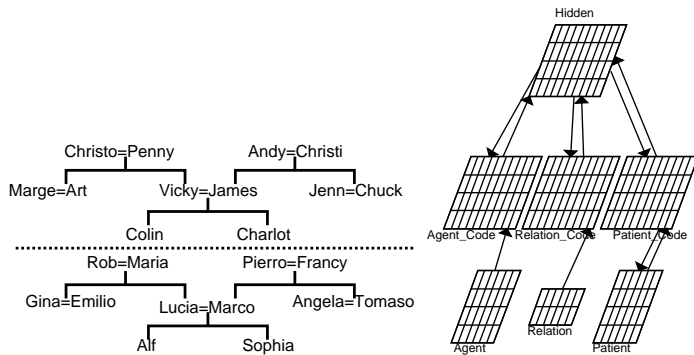 Christo=Penny Andy=Christi
Marge=Art Vicky=James Jenn=Chuck
Colin Charlot
Rob=Maria Pierro=Francy
Gina=Emilio Lucia=Marco Angela=Tomaso
Alf Sophia
Hidden
Agent_Code Relation_Code Patient_Code
Agent Relation Patient